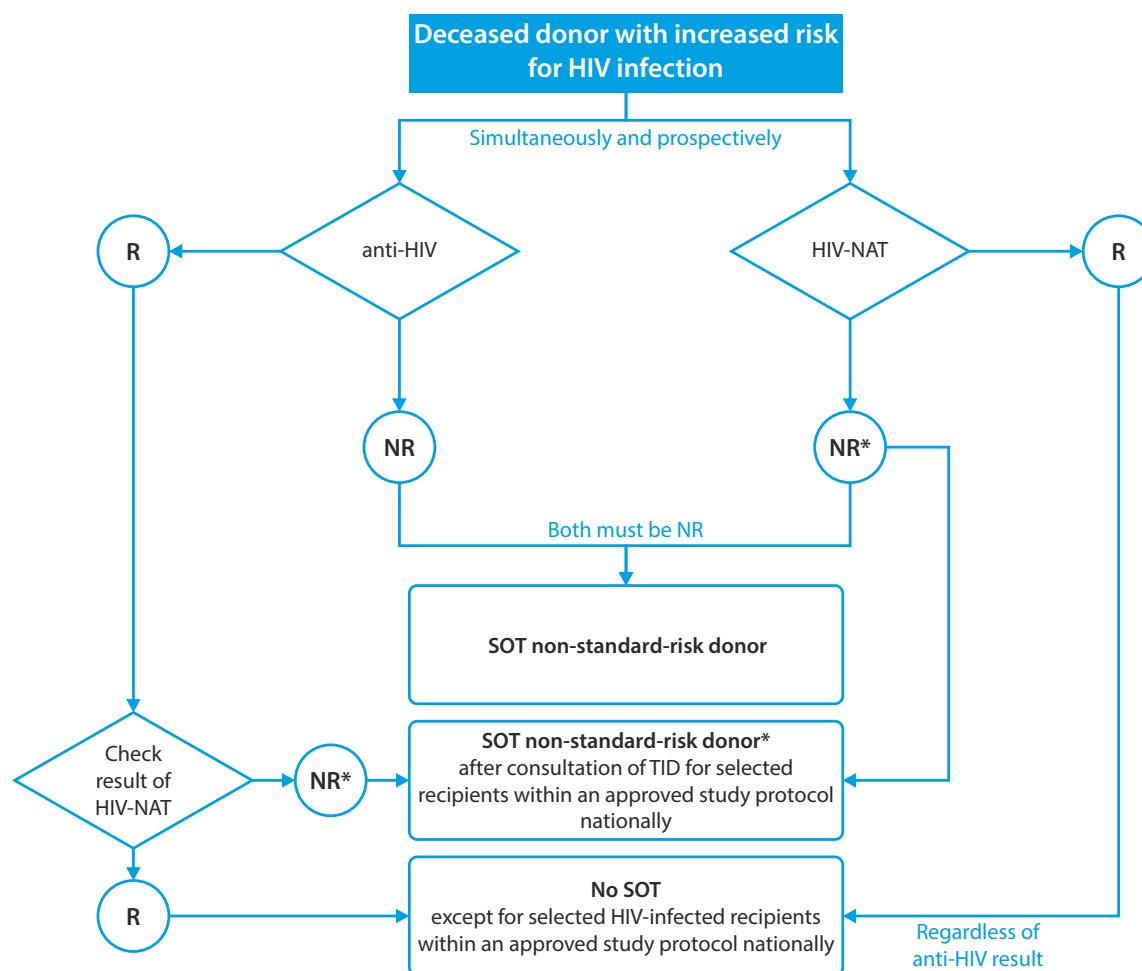 Deceased donor with increased risk
for HIV infection
Simultaneously and prospectively
R
anti-HIV
HIV-NAT
R
NR
NR*
Both must be NR
SOT non-standard-risk donor
Check
result of
HIV-NAT
NR*
SOT non-standard-risk donor*
after consultation of TID for selected
recipients within an approved study protocol
nationally
R
No SOT
except for selected HIV-infected recipients
within an approved study protocol nationally
Regardless of
anti-HIV result